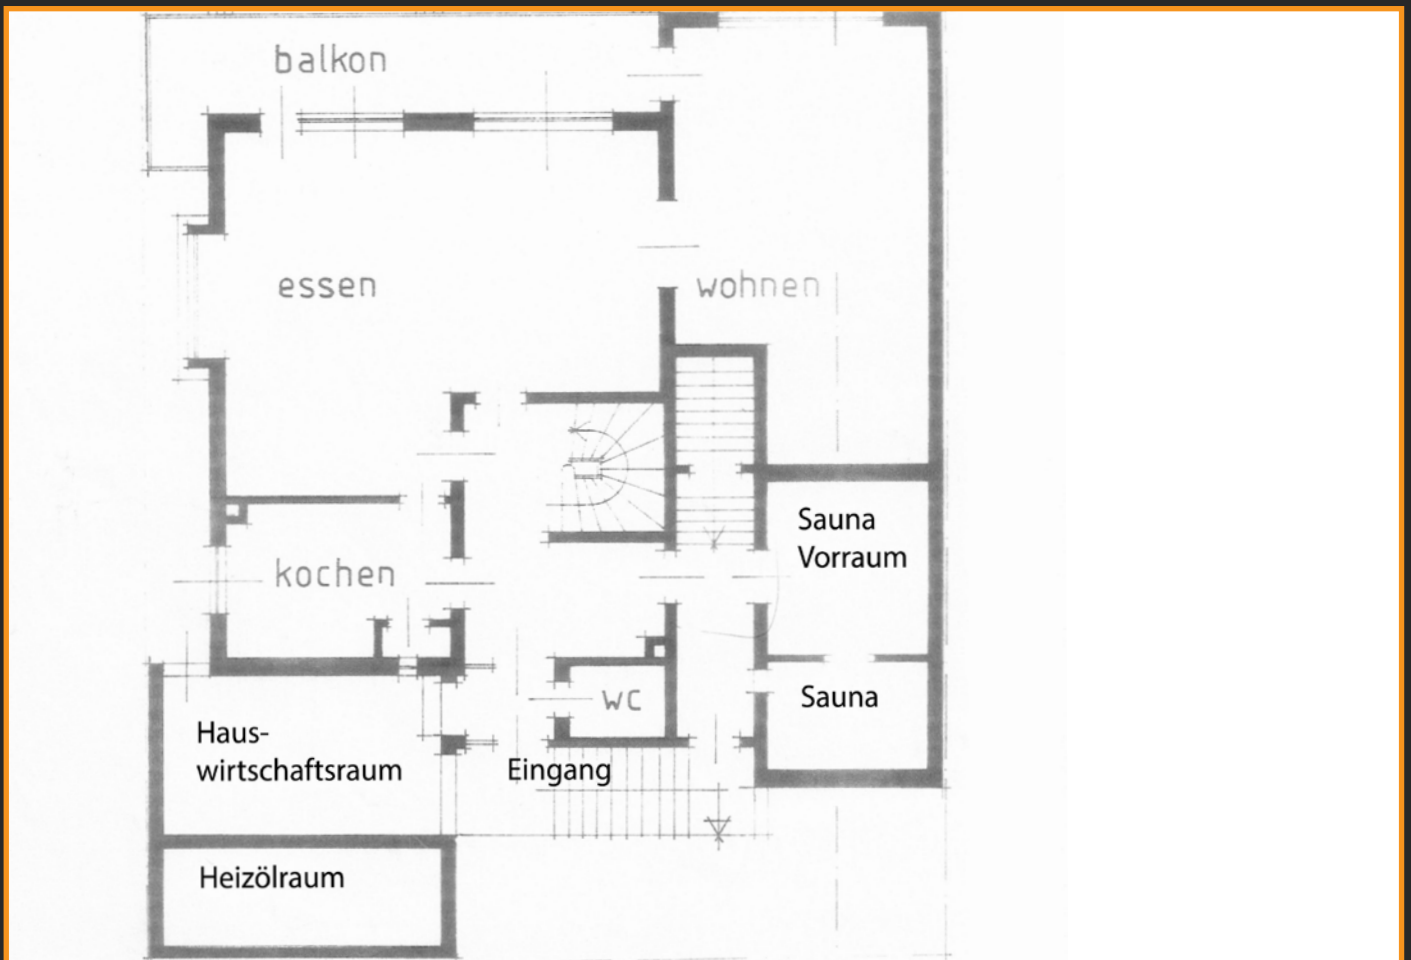 balkon
essen
wohnen
kochen
Sauna
Vorraum
Sauna
wc
Haus-
wirtschaftsraum
Eingang
Heizölraum